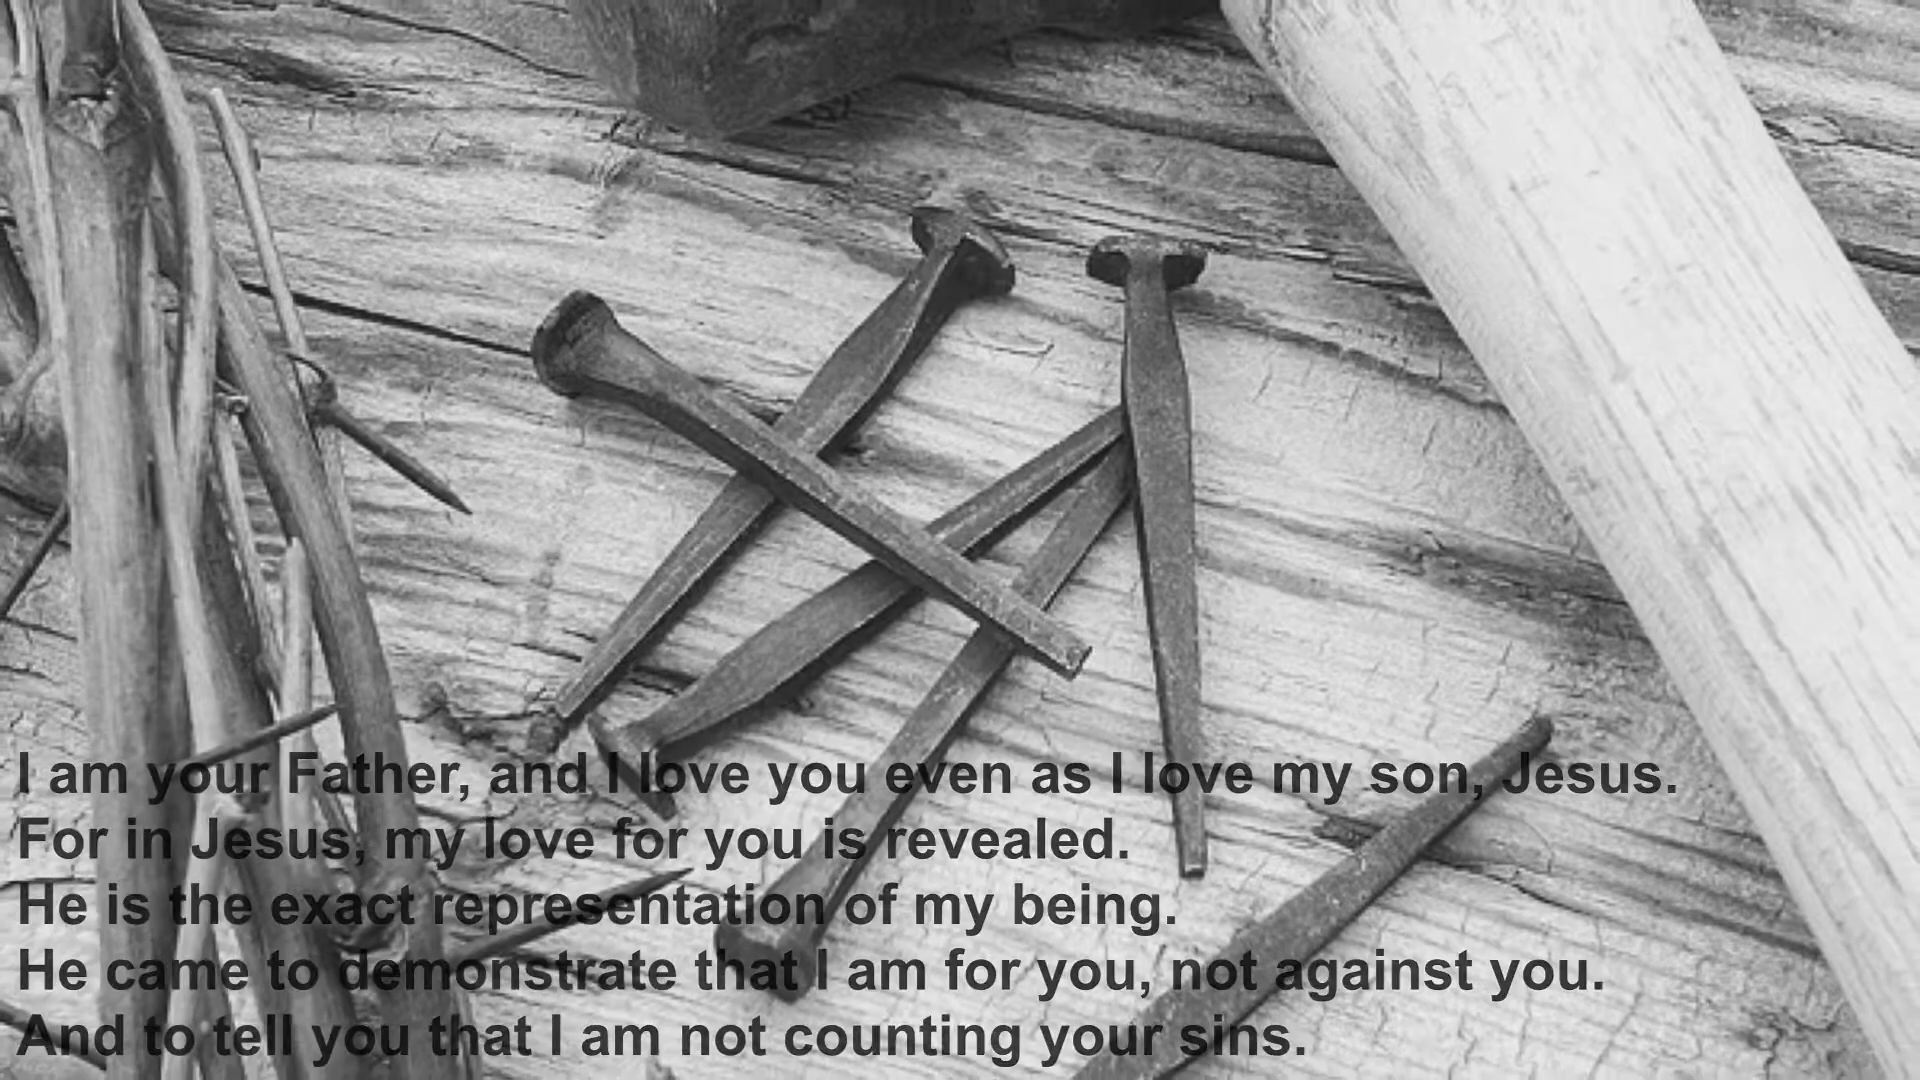 I am your Father, and I love you even as I love my son, Jesus.
For in Jesus, my love for you is revealed.
He is the exact representation of my being.
He came to demonstrate that I am for you, not against you.
And to tell you that I am not counting your sins.